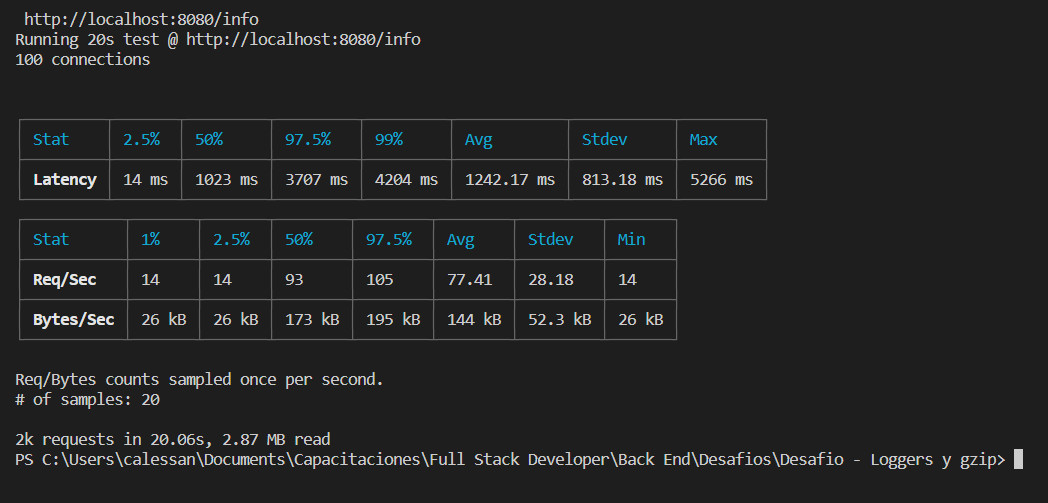 http://localhost:8080/info
Running 20s test @ http://localhost:8080/info
100 connections
Stat 2.5% 50% 97.5% 99% Avg Stdev Max
Latency 14 ms 1023 ms 3707 ms 4204 ms 1242.17 ms 813.18 ms 5266 ms
Stat 1% 2.5% 50% 97.5% Avg Stdev Min
Req/Sec 14 14 93 105 77.41 28.18 14
Bytes/Sec 26 kB 26 kB 173 kB 195 kB 144 kB 52.3 kB 26 kB
Req/Bytes counts sampled once per second.
# of samples: 20
2k requests in 20.06s, 2.87 MB read
PS C:\Users\calessan\Documents\Capacitaciones\Full Stack Developer\Back End\Desafios\Desafio - Loggers y gzip>